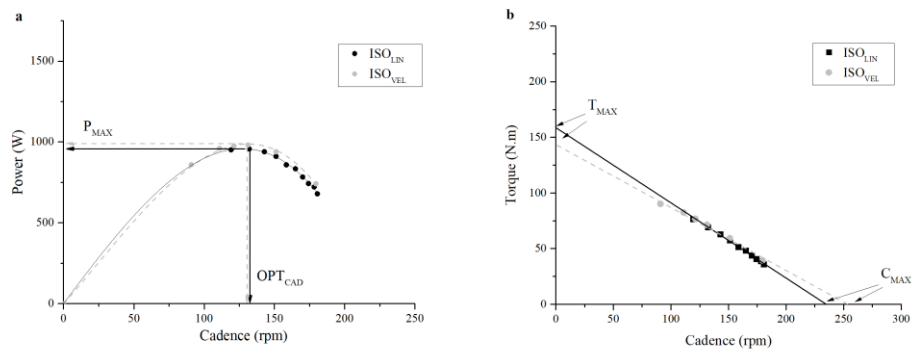 a
1500
1000
500
0
0 50 100 150 200 250
Power (W)
Cadence (rpm)
P MAX
OPT CAD
ISO LIN
ISO VEL
b
250
200
150
100
50
0
0 50 100 150 200 250 300
Torque (N.m)
Cadence (rpm)
T MAX
C MAX
ISO LIN
ISO VEL